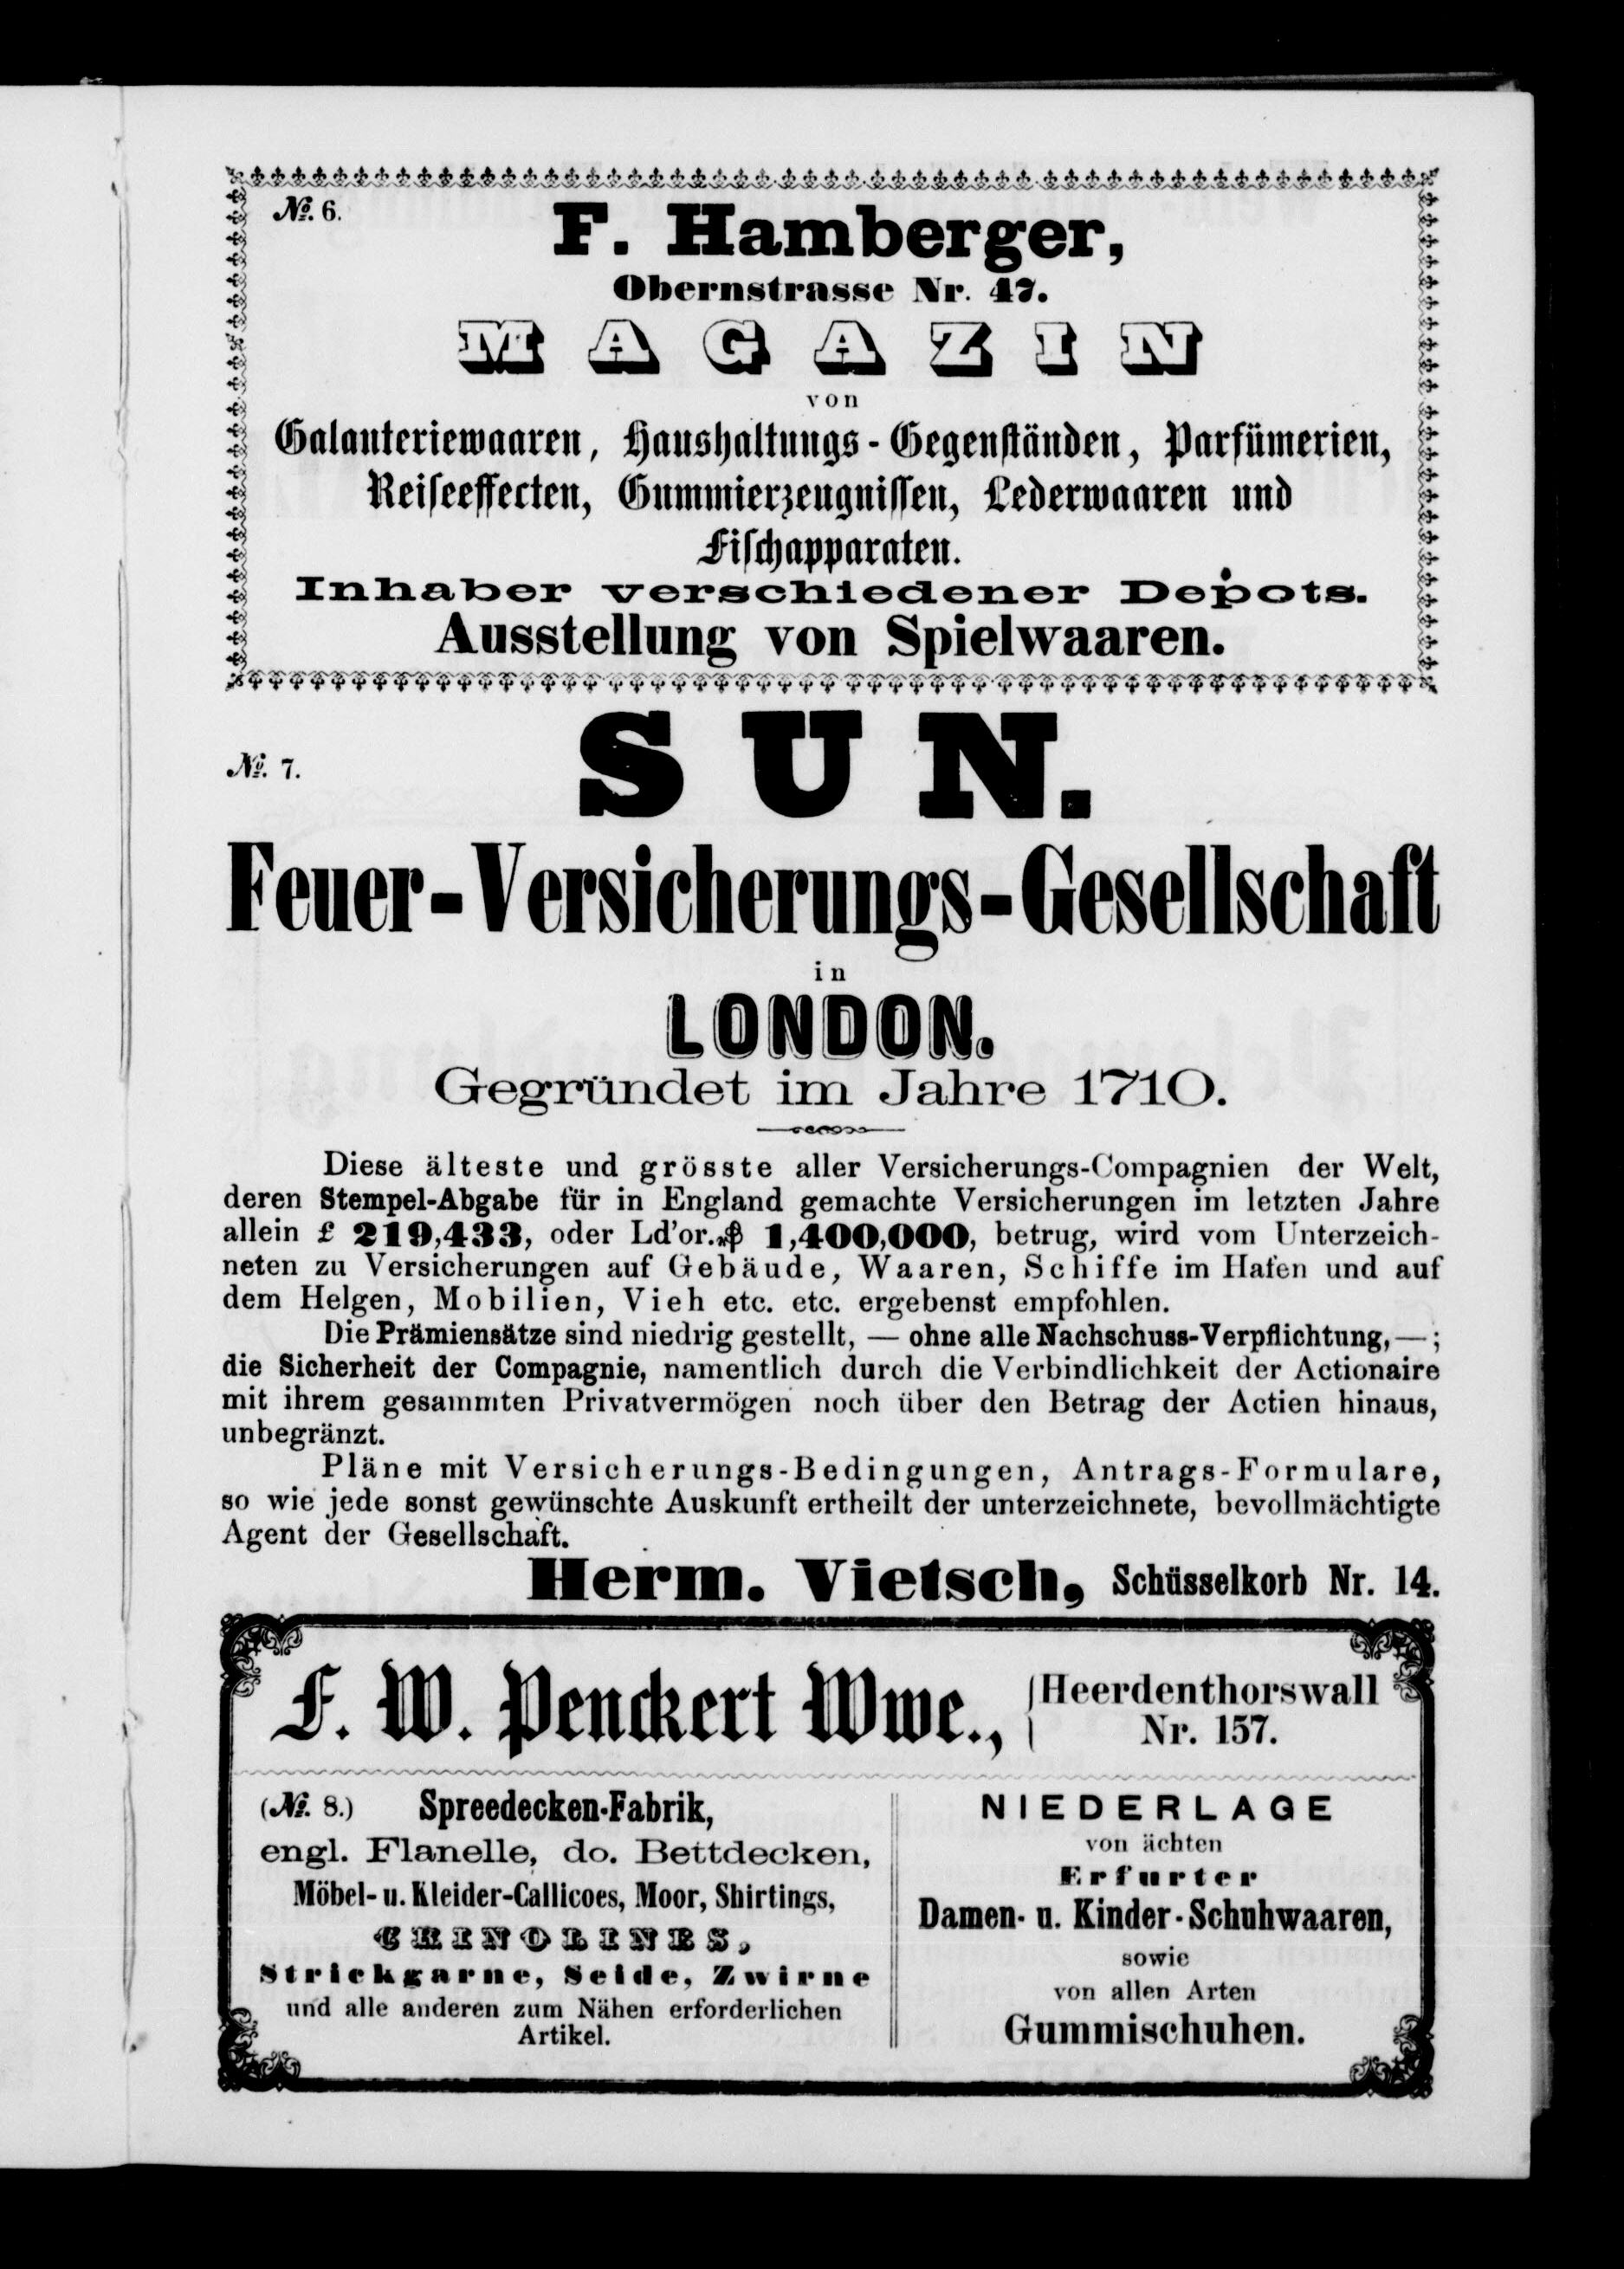 No. 6.
F. Hamberger,
Obernstrasse Nr. 47.
MAGAZIN
von
Galanteriewaaren, Haushaltungs-Gegenständen, Parfümerien,
Reiseeffecten, Gummierzeugnissen, Lederwaaren und
Fischapparaten.
Inhaber verschiedener Depots.
Ausstellung von Spielwaaren.
No. 7.
SUN.
Feuer-Versicherungs-Gesellschaft
in
LONDON.
Gegründet im Jahre 1710.
Diese älteste und grösste aller Versicherungs-Compagnien der Welt,
deren Stempel-Abgabe für in England gemachte Versicherungen im letzten Jahre
allein £ 219,433, oder Ld'or.₰ 1,400,000, betrug, wird vom Unterzeich-
neten zu Versicherungen auf Gebäude, Waaren, Schiffe im Hafen und auf
dem Helgen, Mobilien, Vieh etc. etc. ergebenst empfohlen.
Die Prämiensätze sind niedrig gestellt, — ohne alle Nachschuss-Verpflichtung, — ;
die Sicherheit der Compagnie, namentlich durch die Verbindlichkeit der Actionaire
mit ihrem gesammten Privatvermögen noch über den Betrag der Actien hinaus,
unbegränzt.
Pläne mit Versicherungs-Bedingungen, Antrags-Formulare,
so wie jede sonst gewünschte Auskunft ertheilt der unterzeichnete, bevollmächtigte
Agent der Gesellschaft.
Herm. Vietsch, Schüsselkorb Nr. 14.
F. W. Penckert Wwe., Heerdenthorswall
Nr. 157.
(No. 8.) Spreedecken-Fabrik,
engl. Flanelle, do. Bettdecken,
Möbel- u. Kleider-Callicoes, Moor, Shirtings,
CRINOLINES,
Strickgarne, Seide, Zwirne
und alle anderen zum Nähen erforderlichen
Artikel.
NIEDERLAGE
von ächten
Erfurter
Damen- u. Kinder-Schuhwaaren,
sowie
von allen Arten
Gummischuhen.